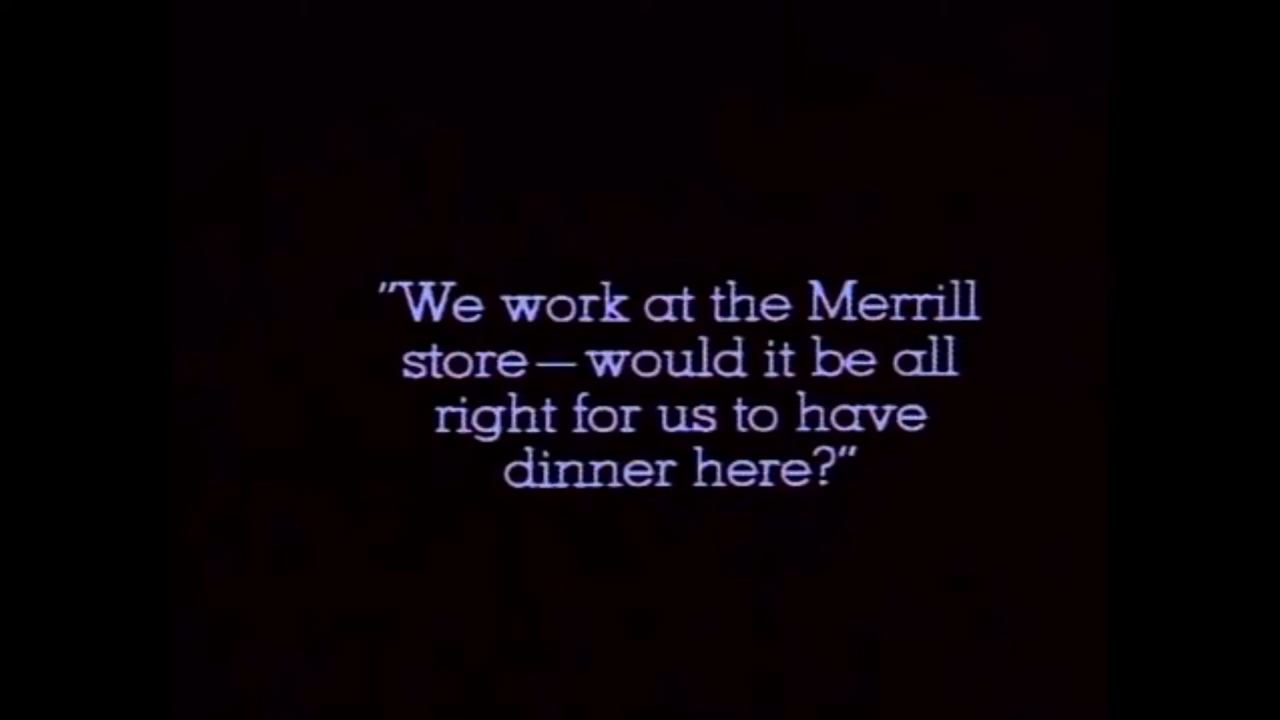 "We work at the Merrill
store—would it be all
right for us to have
dinner here?"